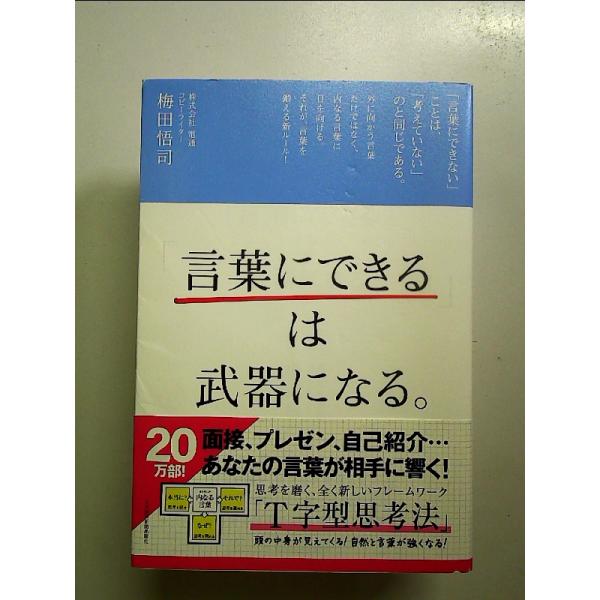 「言葉にできない」
ことは、
「考えていない」
のと同じである。
外に向かう言葉
だけではなく、
内なる言葉に
目を向ける。
それが、言葉を
鍛える新ルール!
株式会社 電通
コピーライター
梅田悟司
「言葉にできる」
は
武器になる。
20
万部!
面接、プレゼン、自己紹介…
あなたの言葉が相手に響く!
思考を磨く、全く新しいフレームワーク
「T字型思考法」
頭の中身が見えてくる!自然と言葉が強くなる!
本当に?
内なる
言葉
それで?
なぜ?